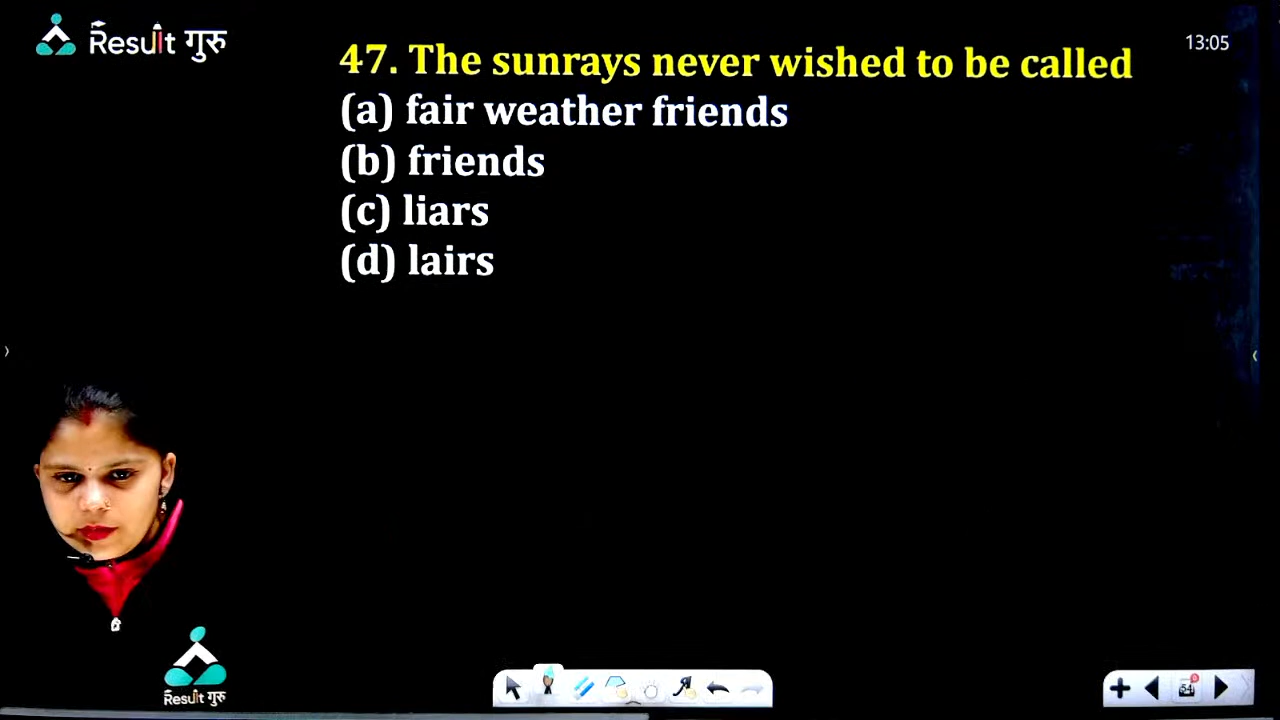 Result गुरु
13:05
47. The sunrays never wished to be called
(a) fair weather friends
(b) friends
(c) liars
(d) lairs
Result गुरु